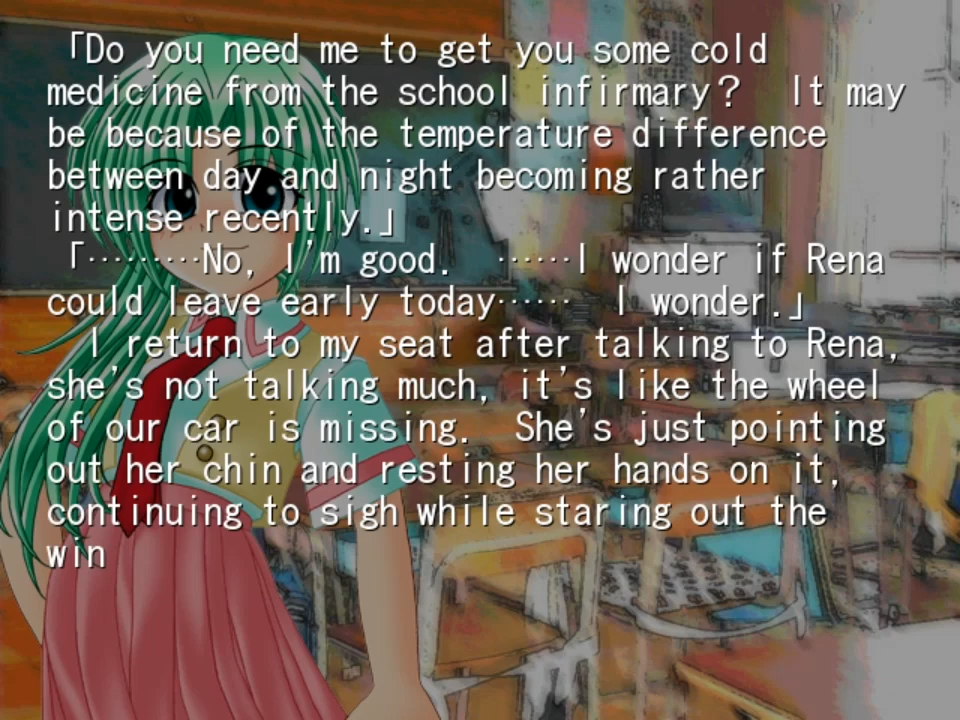 「Do you need me to get you some cold
medicine from the school infirmary？ It may
be because of the temperature difference
between day and night becoming rather
intense recently.」
「………No, I'm good. ……I wonder if Rena
could leave early today…… I wonder.」
I return to my seat after talking to Rena,
she's not talking much, it's like the wheel
of our car is missing. She's just pointing
out her chin and resting her hands on it,
continuing to sigh while staring out the
win